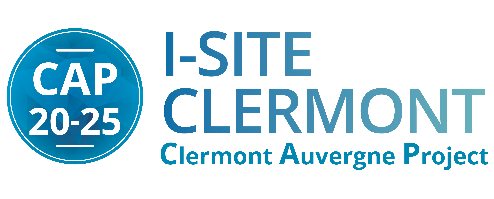 CAP
20-25
I-SITE
CLERMONT
Clermont Auvergne Project